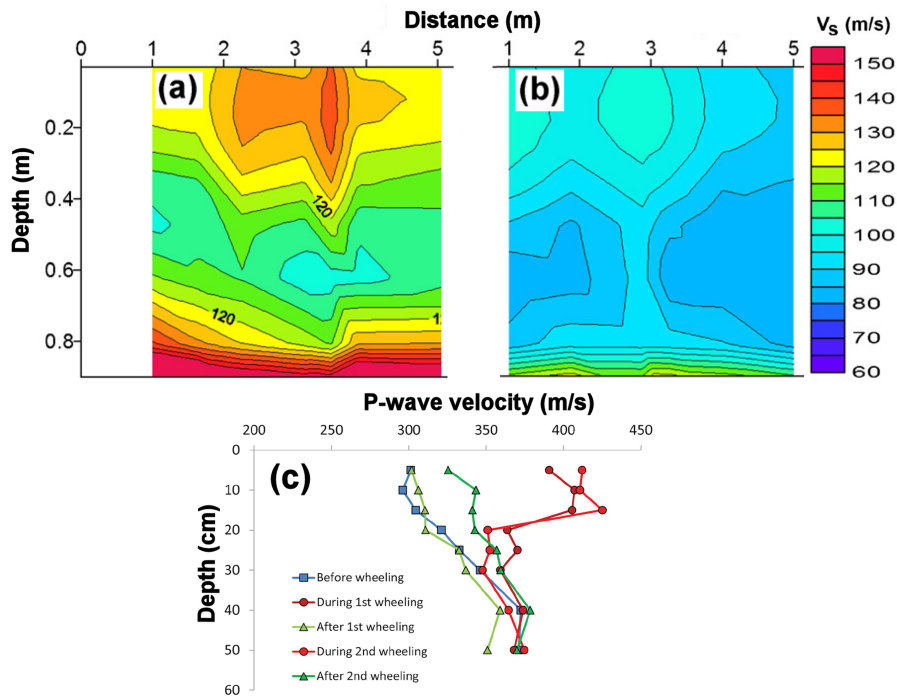 Distance (m)
0 1 2 3 4 5
1 2 3 4 5
V_s (m/s)
(a)
(b)
Depth (m)
0.2
0.4
0.6
0.8
120
120
1
150
140
130
120
110
100
90
80
70
60
P-wave velocity (m/s)
200 250 300 350 400 450
(c)
Depth (cm)
0
10
20
30
40
50
60
Before wheeling
During 1st wheeling
After 1st wheeling
During 2nd wheeling
After 2nd wheeling